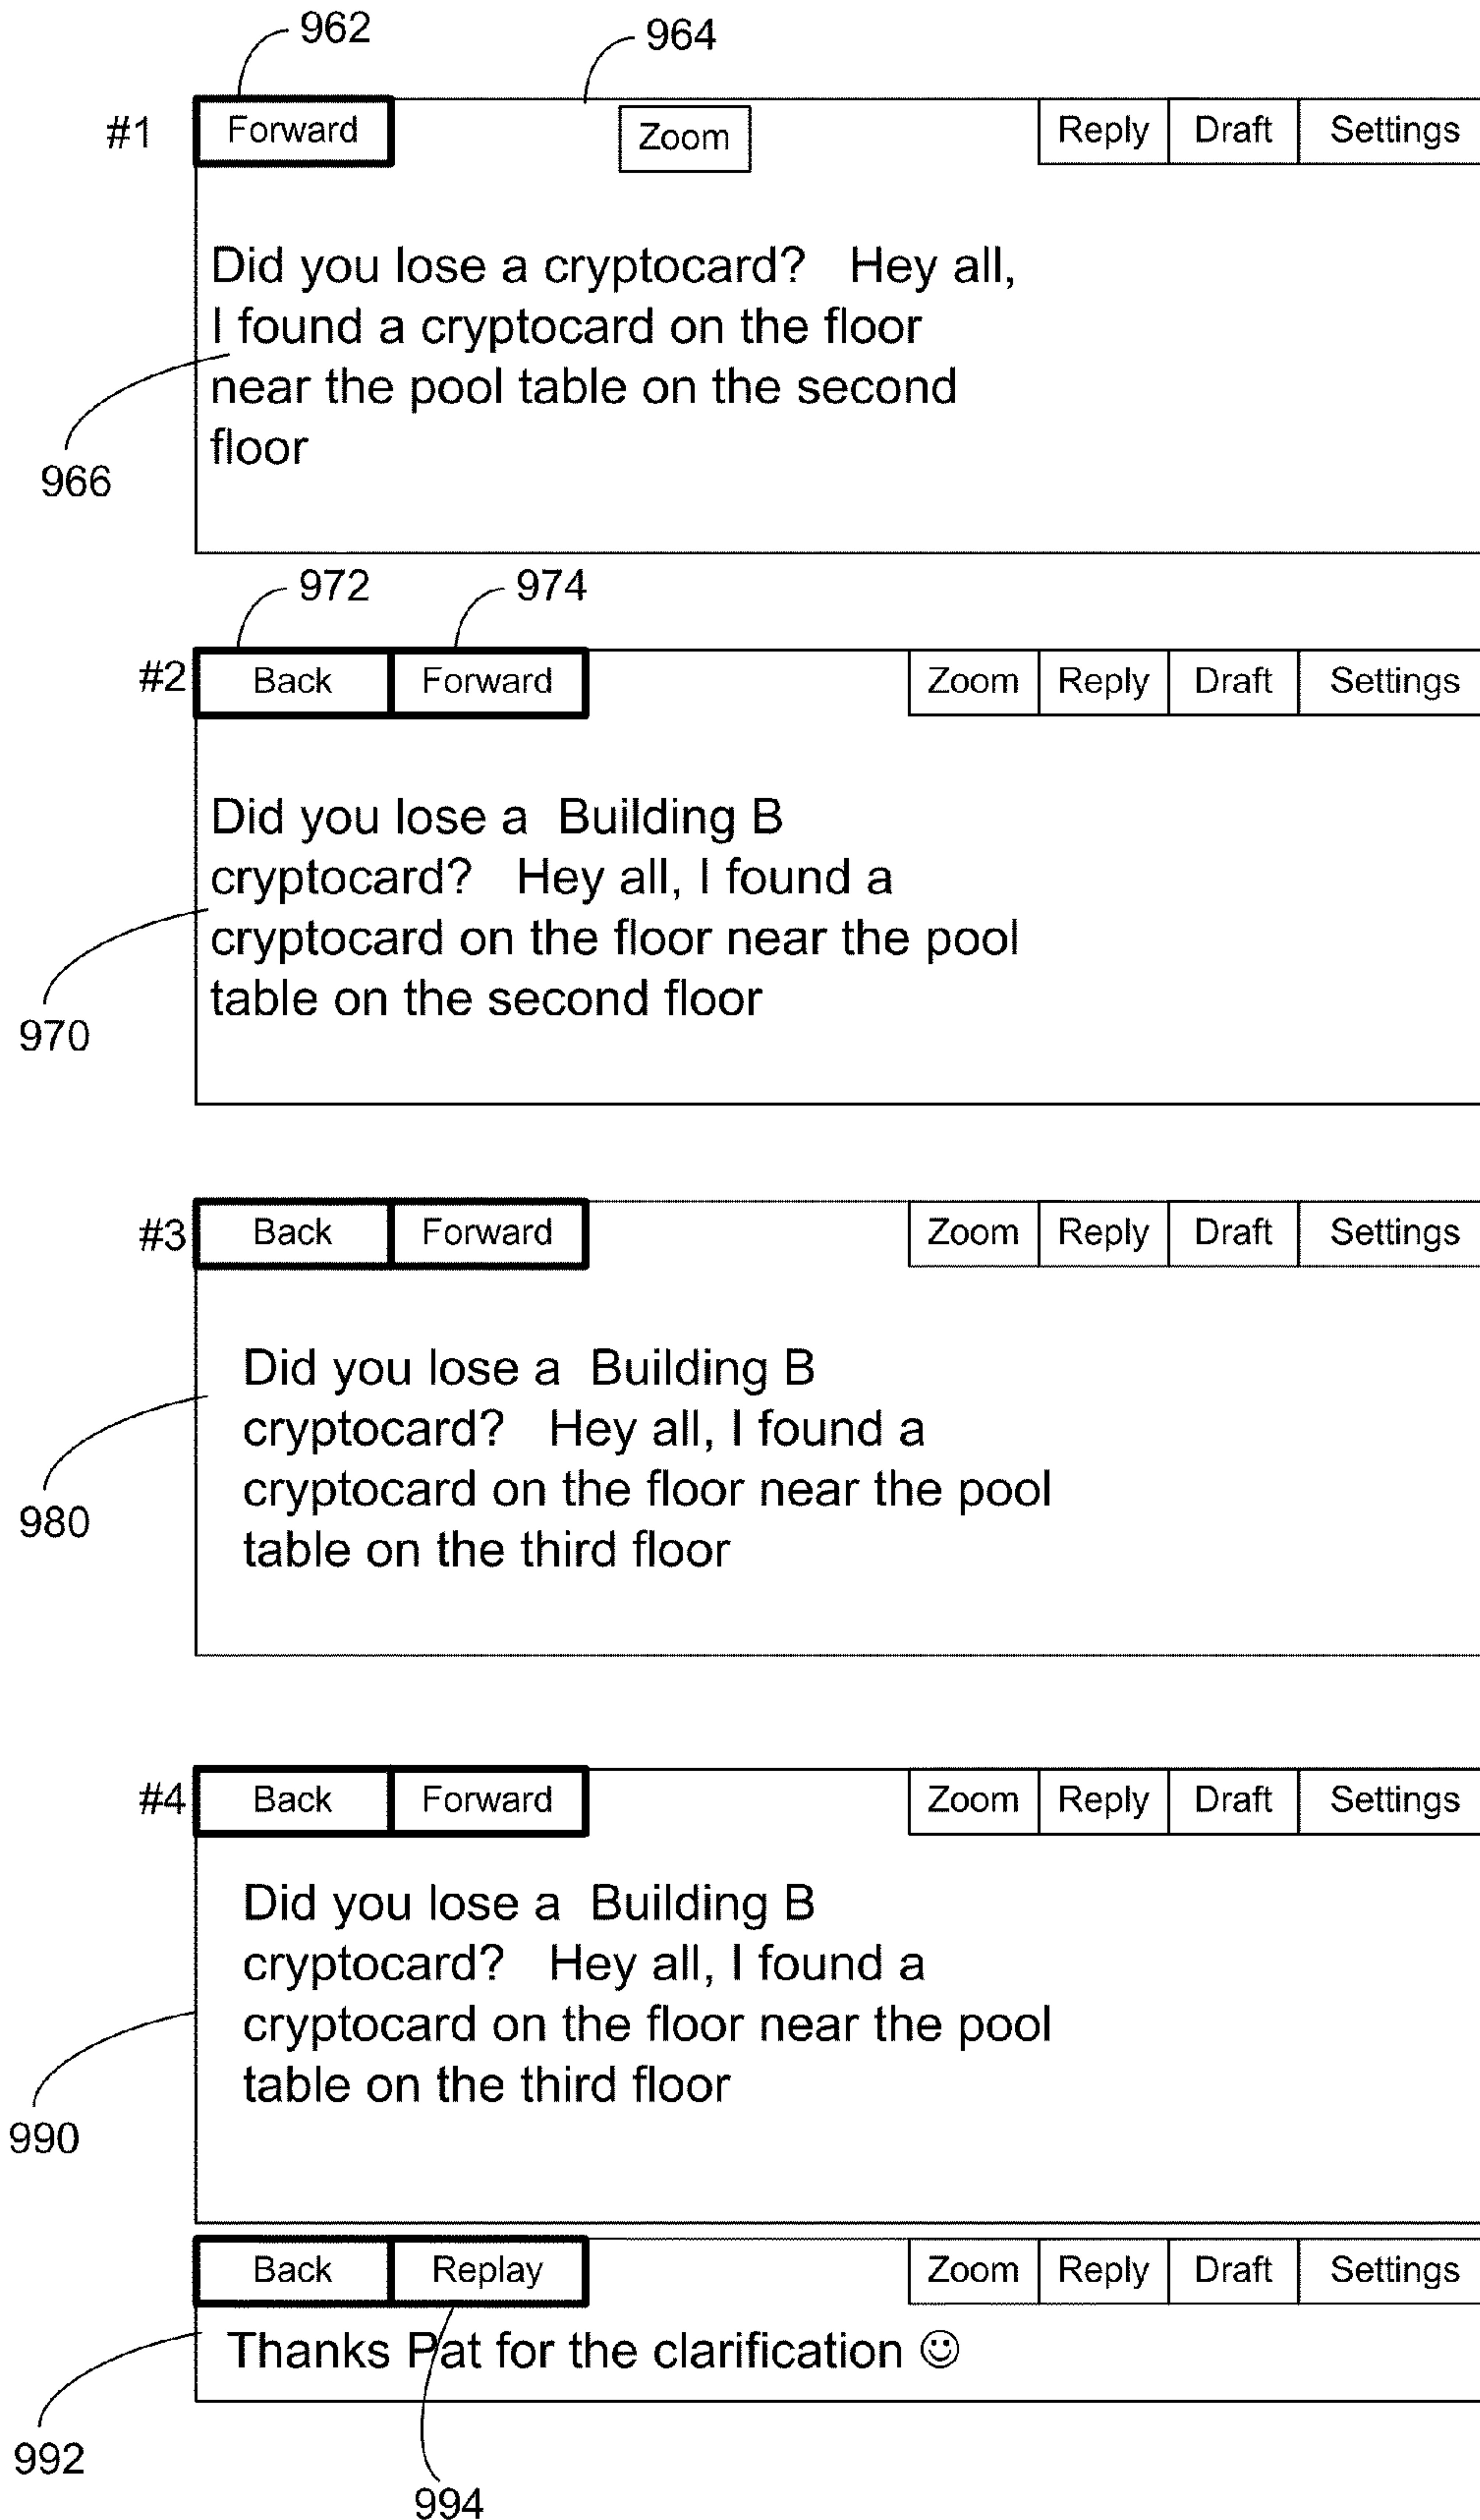 962
964
#1 Forward Zoom Reply Draft Settings
Did you lose a cryptocard? Hey all,
I found a cryptocard on the floor
near the pool table on the second
floor
966
972 974
#2 Back Forward Zoom Reply Draft Settings
Did you lose a Building B
cryptocard? Hey all, I found a
cryptocard on the floor near the pool
table on the second floor
970
#3 Back Forward Zoom Reply Draft Settings
Did you lose a Building B
cryptocard? Hey all, I found a
cryptocard on the floor near the pool
table on the third floor
980
#4 Back Forward Zoom Reply Draft Settings
Did you lose a Building B
cryptocard? Hey all, I found a
cryptocard on the floor near the pool
table on the third floor
990
Back Replay Zoom Reply Draft Settings
Thanks Pat for the clarification ☺
992
994